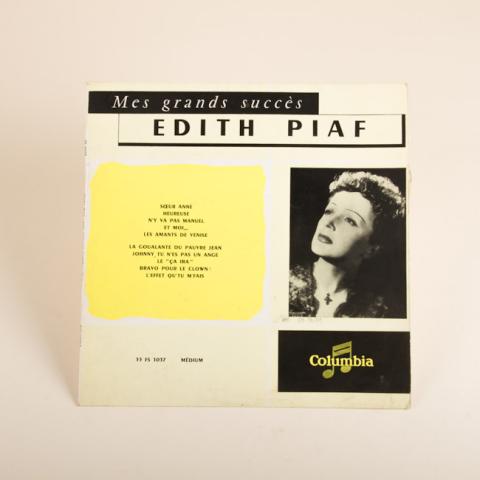 Mes grands succès
EDITH PIAF
SŒUR ANNE
HEUREUSE
N'Y VA PAS MANUEL
ET MOI...
LES AMANTS DE VENISE
LA GOUALANTE DU PAUVRE JEAN
JOHNNY, TU N'ES PAS UN ANGE
LE "ÇA IRA"
BRAVO POUR LE CLOWN !
L'EFFET QU'TU M'FAIS
33 FS 1037 MÉDIUM
Columbia